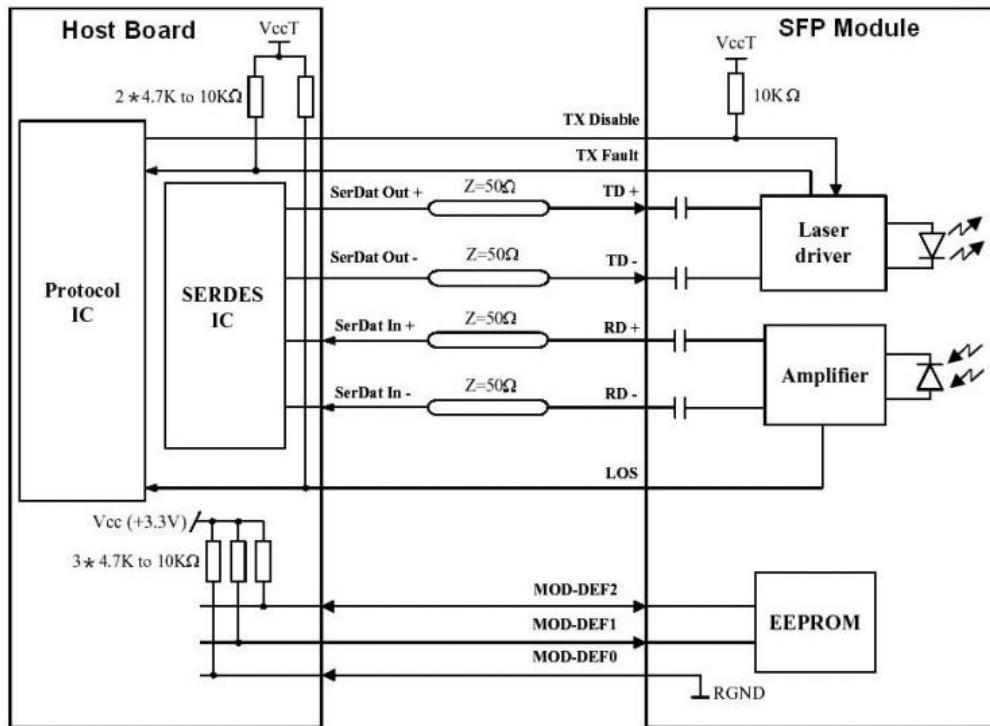 Host Board
SFP Module
VccT
VccT
2*4.7K to 10KΩ
10KΩ
TX Disable
TX Fault
SerDat Out +
Z=50Ω
TD +
Laser
driver
SerDat Out -
Z=50Ω
TD -
Protocol
IC
SERDES
IC
SerDat In +
Z=50Ω
RD +
Amplifier
SerDat In -
Z=50Ω
RD -
LOS
Vcc (+3.3V)
3*4.7K to 10KΩ
MOD-DEF2
EEPROM
MOD-DEF1
MOD-DEF0
RGND